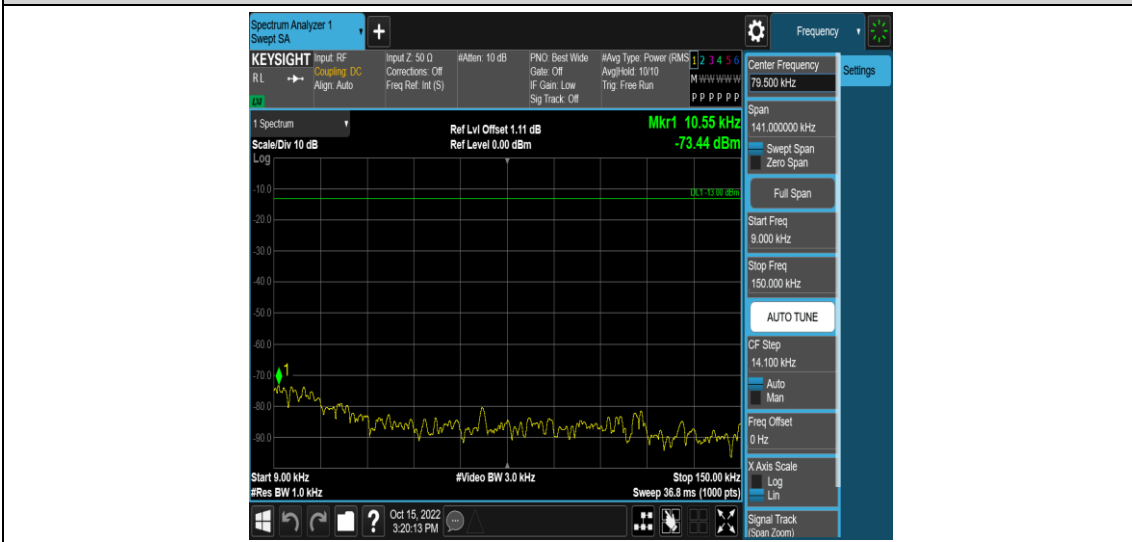 Spectrum Analyzer 1
Swept SA
+
Frequency
KEYSIGHT
RL
LXI
Input: RF
Coupling: DC
Align: Auto
Input Z: 50 Ω
Corrections: Off
Freq Ref: Int (S)
#Atten: 10 dB
PNO: Best Wide
Gate: Off
IF Gain: Low
Sig Track: Off
#Avg Type: Power (RMS
Avg|Hold: 10/10
Trig: Free Run
1 2 3 4 5 6
M W W W W W
P P P P P P
Center Frequency
79.500 kHz
Settings
Span
141.000000 kHz
Swept Span
Zero Span
Full Span
Start Freq
9.000 kHz
Stop Freq
150.000 kHz
AUTO TUNE
CF Step
14.100 kHz
Auto
Man
Freq Offset
0 Hz
X Axis Scale
Log
Lin
Signal Track
(Span Zoom)
1 Spectrum
Scale/Div 10 dB
Log
Ref Lvl Offset 1.11 dB
Ref Level 0.00 dBm
Mkr1 10.55 kHz
-73.44 dBm
DL1 -13.00 dBm
-10.0
-20.0
-30.0
-40.0
-50.0
-60.0
-70.0
1
-80.0
-90.0
Start 9.00 kHz
#Res BW 1.0 kHz
#Video BW 3.0 kHz
Stop 150.00 kHz
Sweep 36.8 ms (1000 pts)
?
Oct 15, 2022
3:20:13 PM